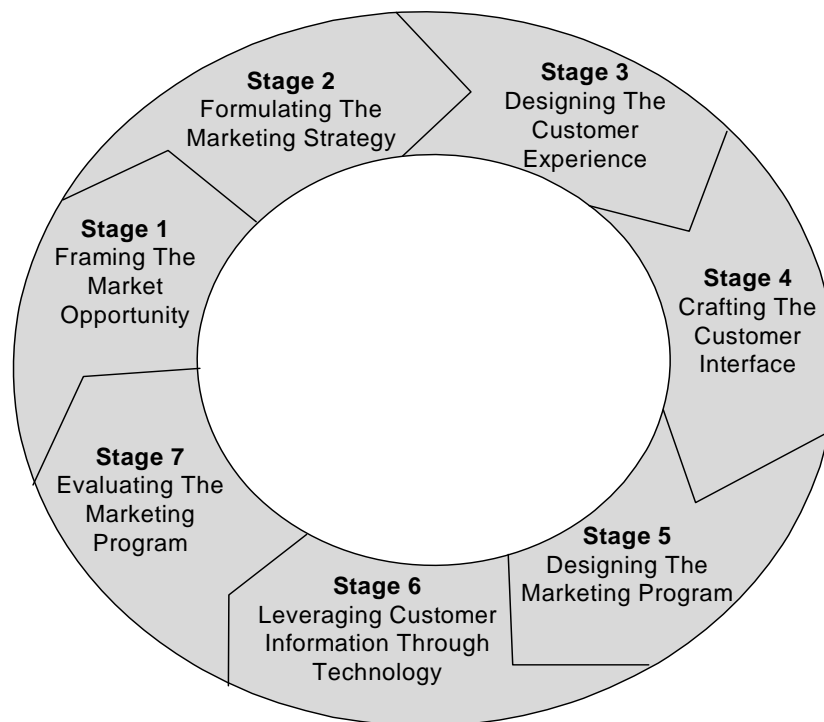 Stage 1
Framing The
Market
Opportunity
Stage 2
Formulating The
Marketing Strategy
Stage 3
Designing The
Customer
Experience
Stage 4
Crafting The
Customer
Interface
Stage 5
Designing The
Marketing Program
Stage 6
Leveraging Customer
Information Through
Technology
Stage 7
Evaluating The
Marketing
Program